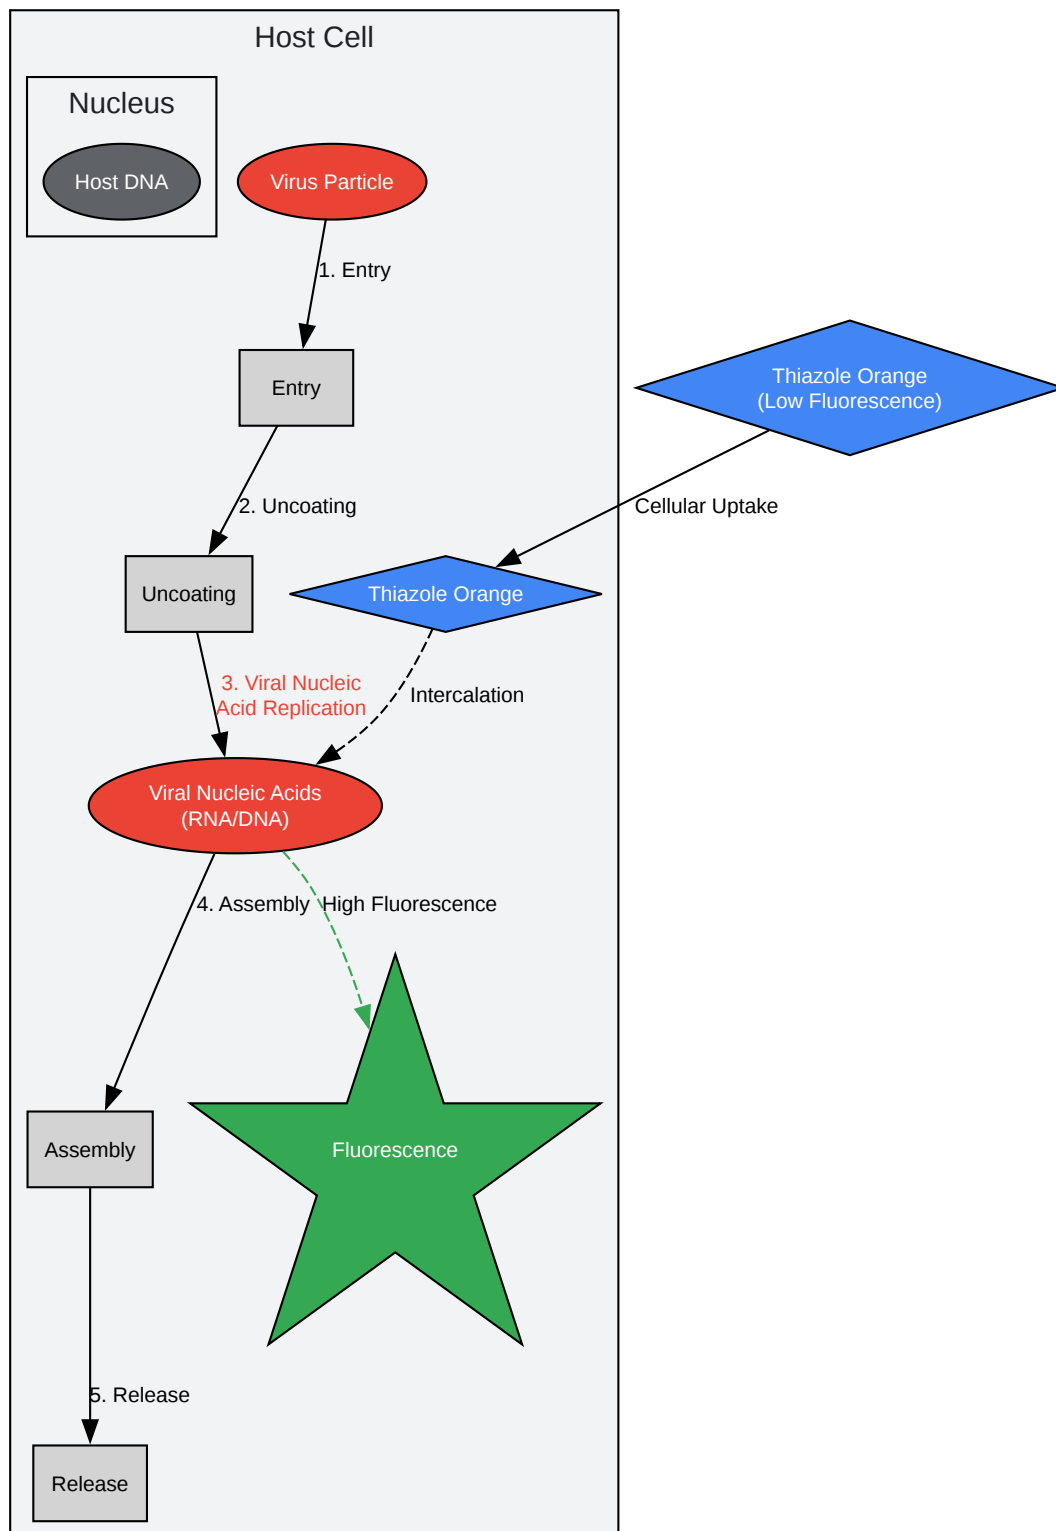 Host Cell
Nucleus
Host DNA
Virus Particle
1. Entry
Entry
Thiazole Orange
(Low Fluorescence)
2. Uncoating
Cellular Uptake
Uncoating
Thiazole Orange
3. Viral Nucleic
Acid Replication
Intercalation
Viral Nucleic Acids
(RNA/DNA)
4. Assembly
High Fluorescence
Assembly
Fluorescence
5. Release
Release